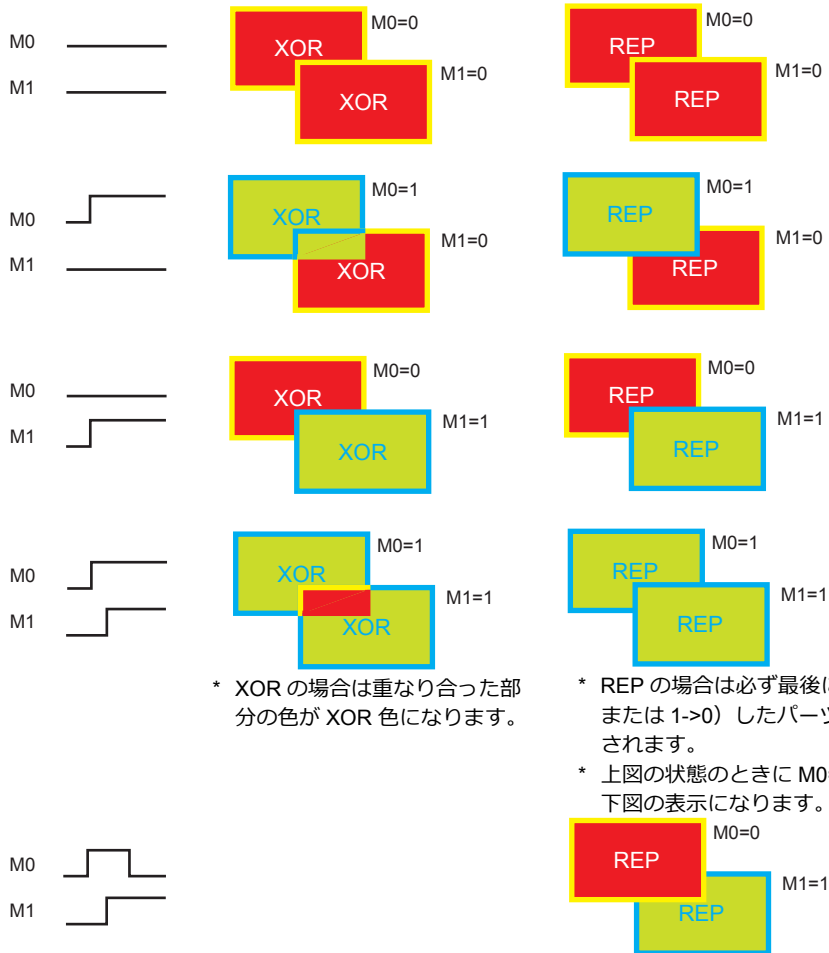 M0
M1
XOR
M0=0
XOR
M1=0
REP
M0=0
REP
M1=0
M0
M1
XOR
M0=1
XOR
M1=0
REP
M0=1
REP
M1=0
M0
M1
XOR
M0=0
XOR
M1=1
REP
M0=0
REP
M1=1
M0
M1
XOR
M0=1
XOR
M1=1
REP
M0=1
REP
M1=1
* XOR の場合は重なり合った部
分の色が XOR 色になります。
* REP の場合は必ず最後に
または 1->0）したパーツ
されます。
* 上図の状態のときに M0=
下図の表示になります。
M0
M1
REP
M0=0
REP
M1=1